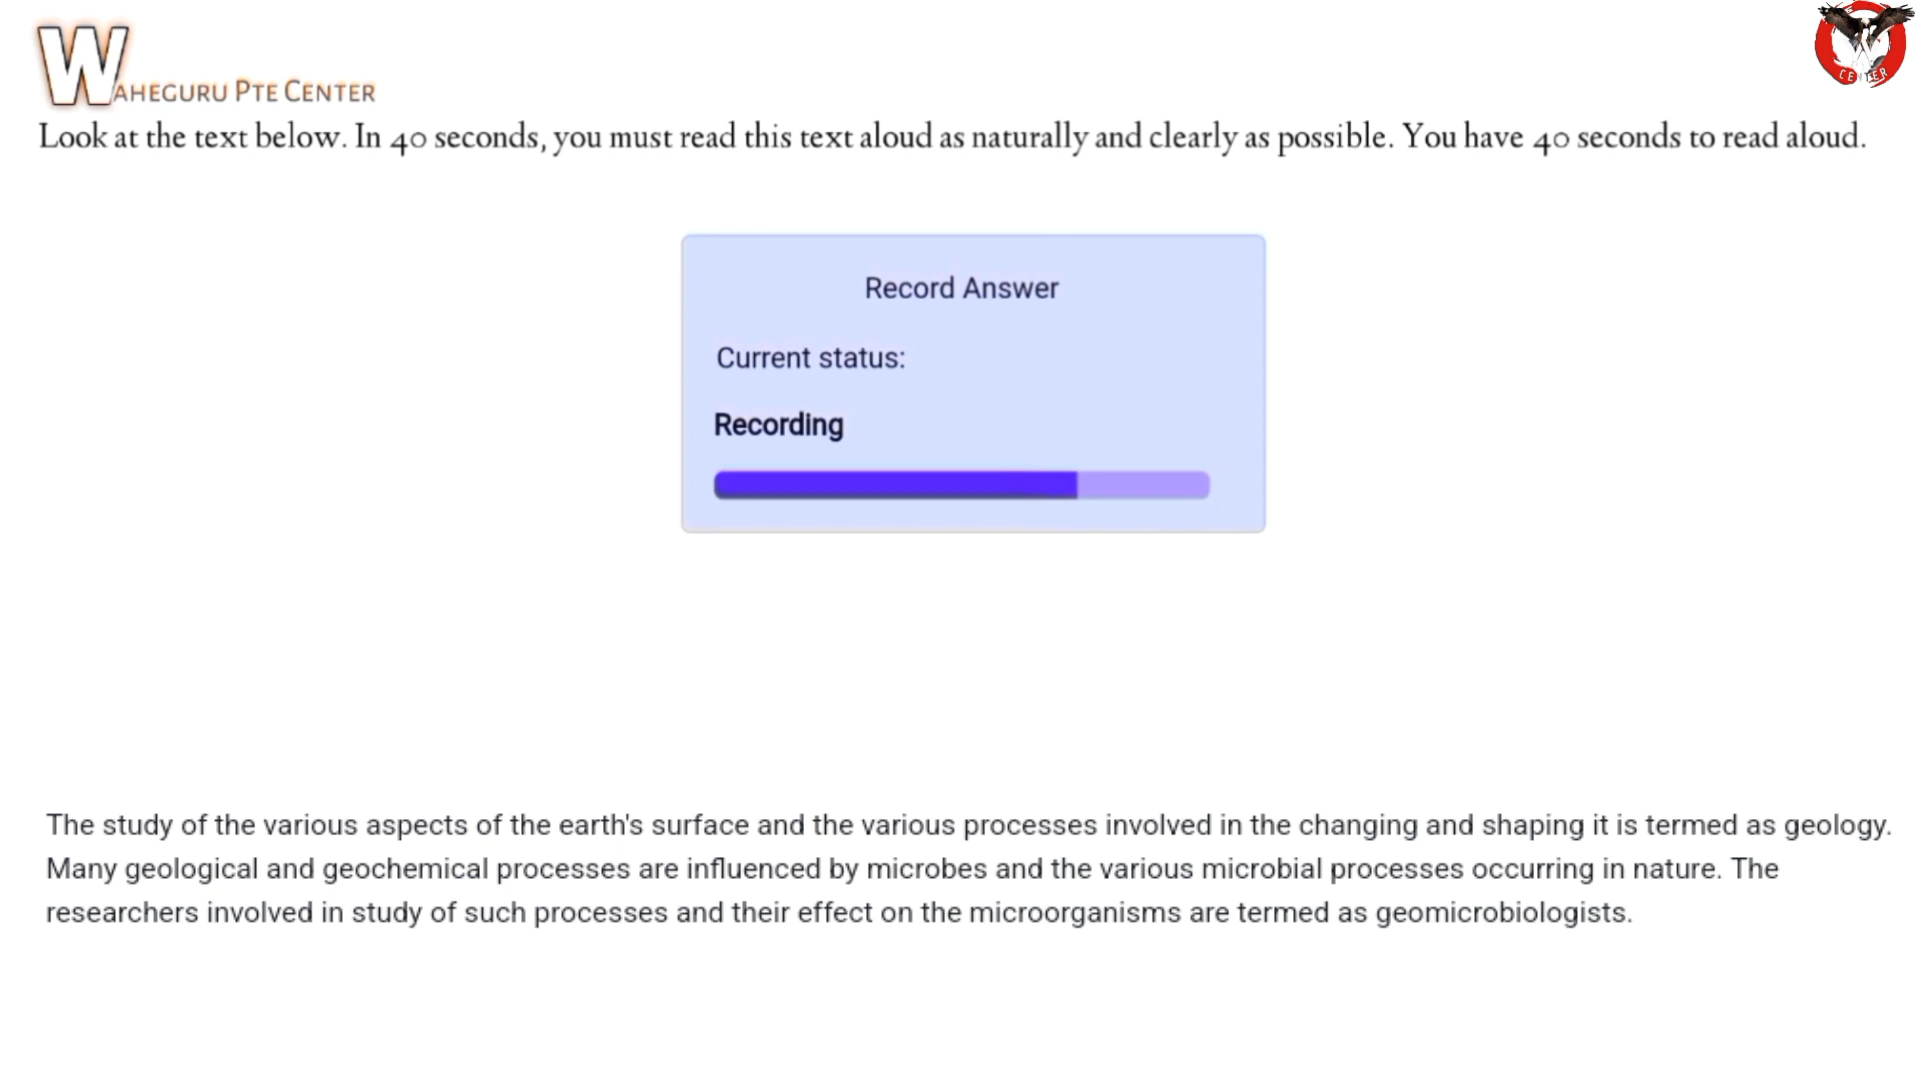 WAHEGURU PTE CENTER
CENTER
Look at the text below. In 40 seconds, you must read this text aloud as naturally and clearly as possible. You have 40 seconds to read aloud.
Record Answer
Current status:
Recording
The study of the various aspects of the earth's surface and the various processes involved in the changing and shaping it is termed as geology.
Many geological and geochemical processes are influenced by microbes and the various microbial processes occurring in nature. The
researchers involved in study of such processes and their effect on the microorganisms are termed as geomicrobiologists.